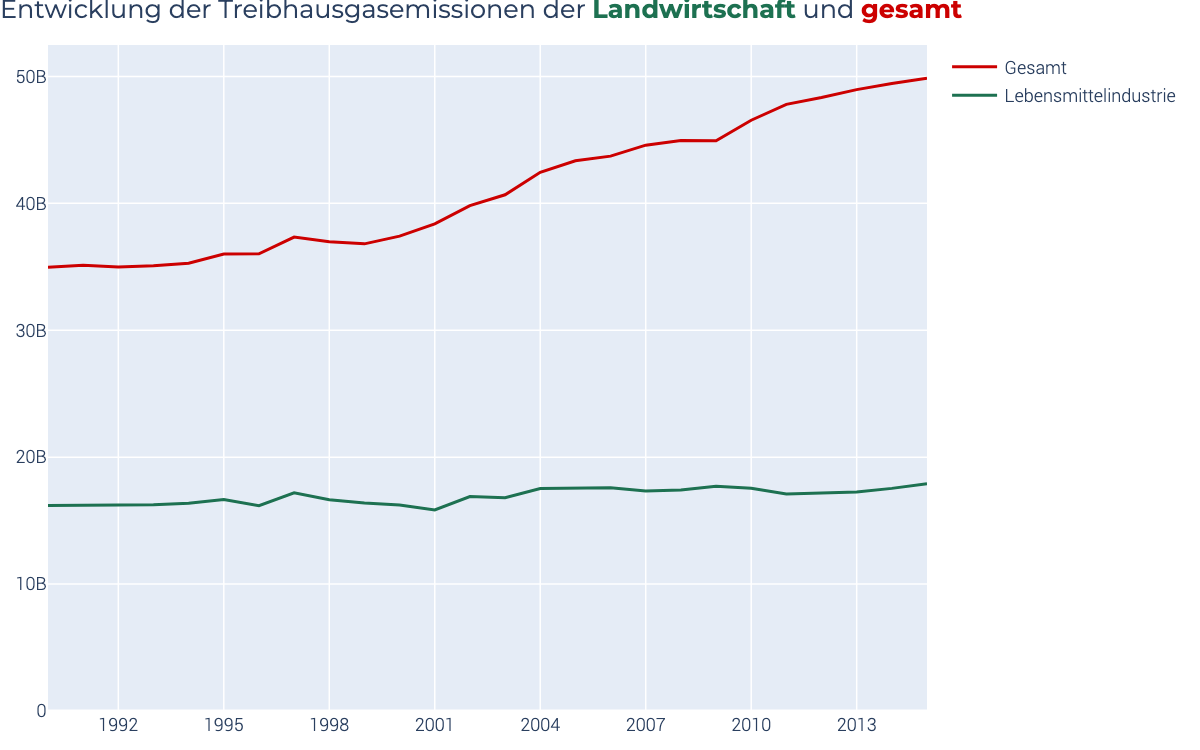 Entwicklung der Treibhausgasemissionen der Landwirtschaft und gesamt
Gesamt
Lebensmittelindustrie
50B
40B
30B
20B
10B
0
1992 1995 1998 2001 2004 2007 2010 2013